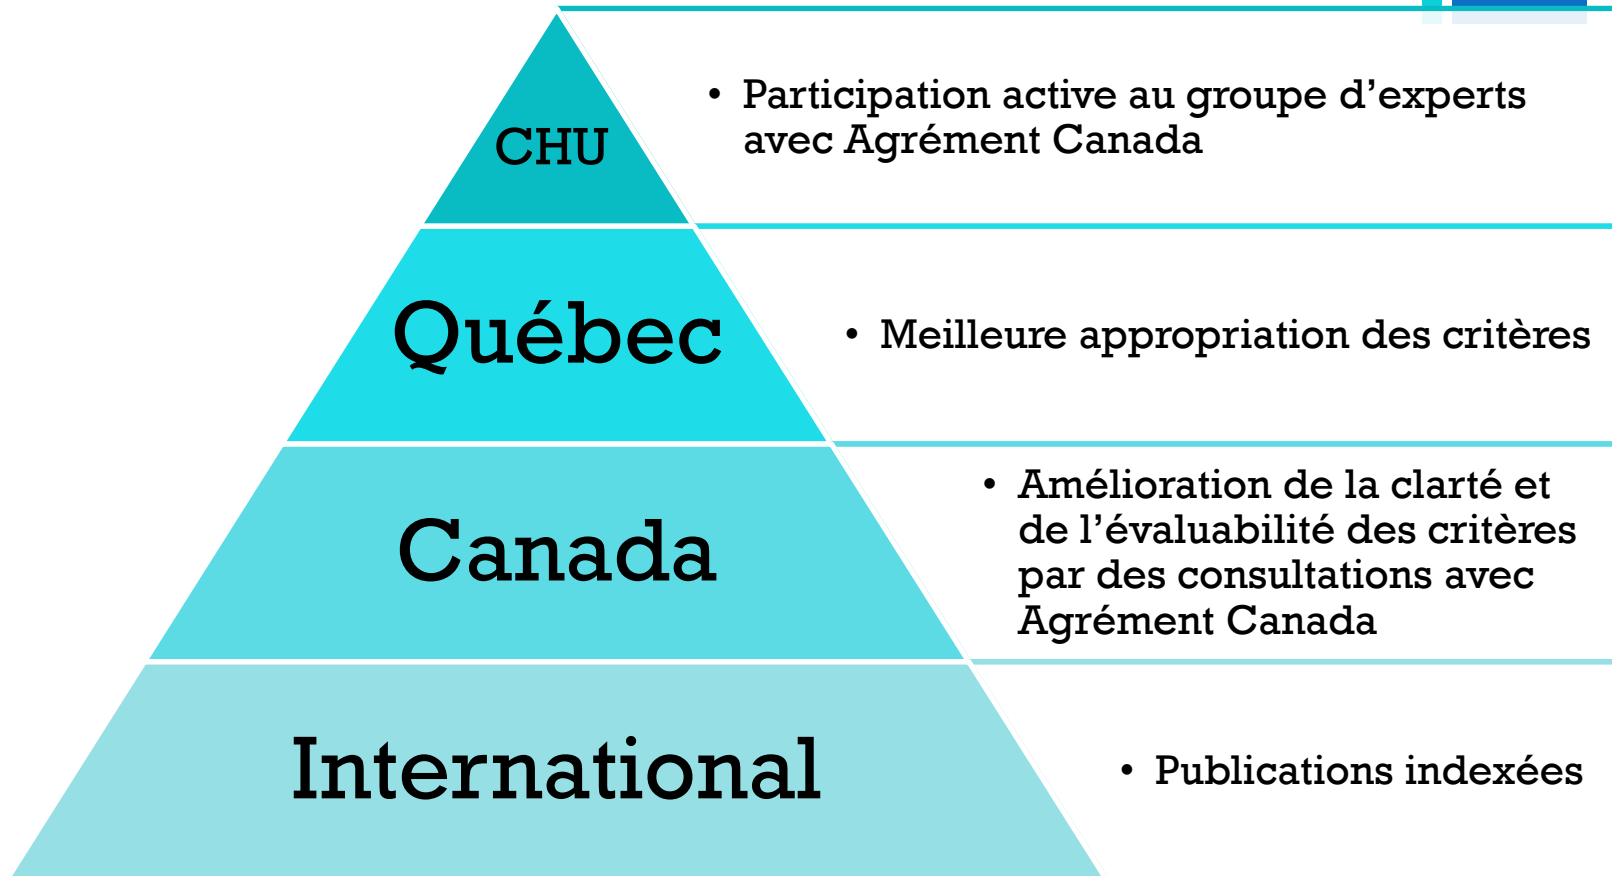 CHU
• Participation active au groupe d’experts
avec Agrément Canada
Québec
• Meilleure appropriation des critères
Canada
• Amélioration de la clarté et
de l’évaluabilité des critères
par des consultations avec
Agrément Canada
International
• Publications indexées